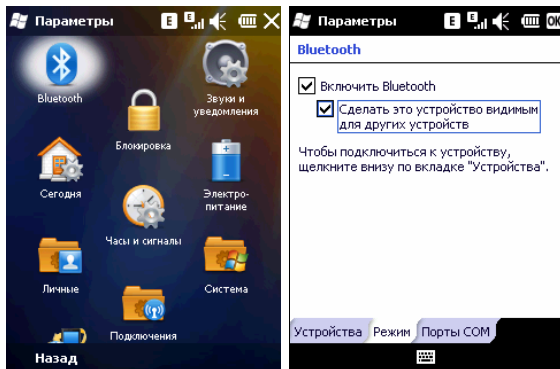 Параметры
E E
Bluetooth
Звуки и
уведомления
Блокировка
Сегодня
Электро-
питание
Часы и сигналы
Личные
Система
Подключения
Назад
Параметры
E E OK
Bluetooth
Включить Bluetooth
Сделать это устройство видимым
для других устройств
Чтобы подключиться к устройству,
щелкните внизу по вкладке "Устройства".
Устройства Режим Порты COM